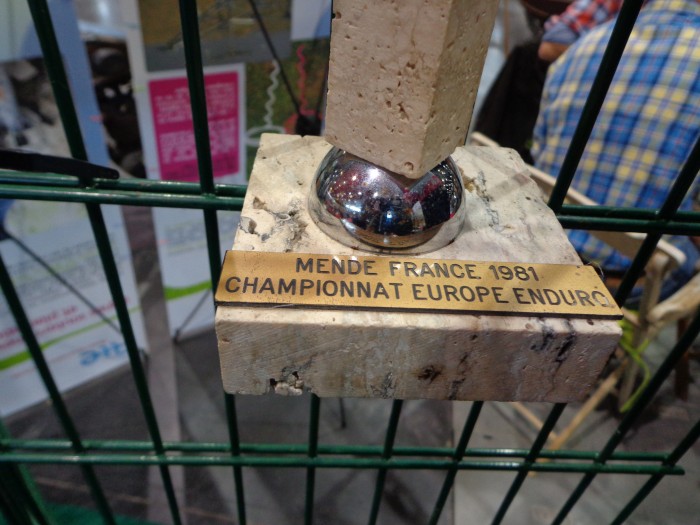 MENDE FRANCE 1981
CHAMPIONNAT EUROPE ENDURO